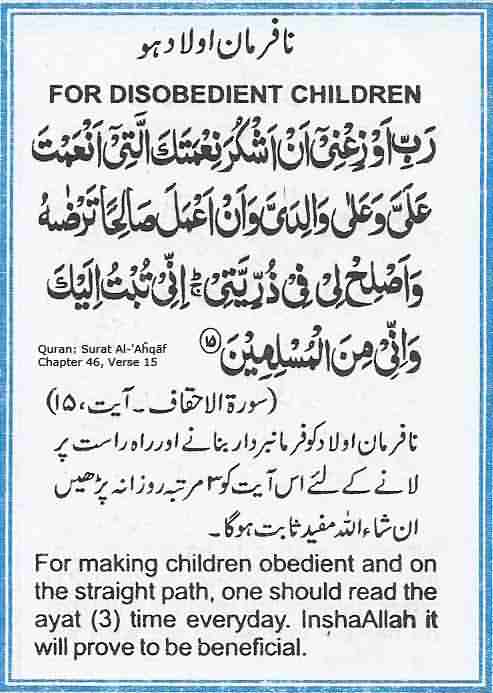 نافرمان اولاد ہو
FOR DISOBEDIENT CHILDREN
رَبِّ اَوْزِعْنِیْۤ اَنْ اَشْكُرَ نِعْمَتَكَ الَّتِیْۤ اَنْعَمْتَ
عَلَیَّ وَعَلٰی وَالِدَیَّ وَاَنْ اَعْمَلَ صَالِحًا تَرْضٰىهُ
وَاَصْلِحْ لِیْ فِیْ ذُرِّیَّتِیْ ۚ اِنِّیْ تُبْتُ اِلَیْكَ
وَاِنِّیْ مِنَ الْمُسْلِمِیْنَ ۝۱۵
Quran: Surat Al-'Aĥqāf
Chapter 46, Verse 15
(سورۃ الاحقاف ۔ آیت، ۱۵)
نافرمان اولاد کو فرمانبردار بنانے اور راہ راست پر
لانے کے لئے اس آیت کو ۳ مرتبہ روزانہ پڑھیں
ان شاء اللہ مفید ثابت ہوگا ۔
For making children obedient and on
the straight path, one should read the
ayat (3) time everyday. InshaAllah it
will prove to be beneficial.